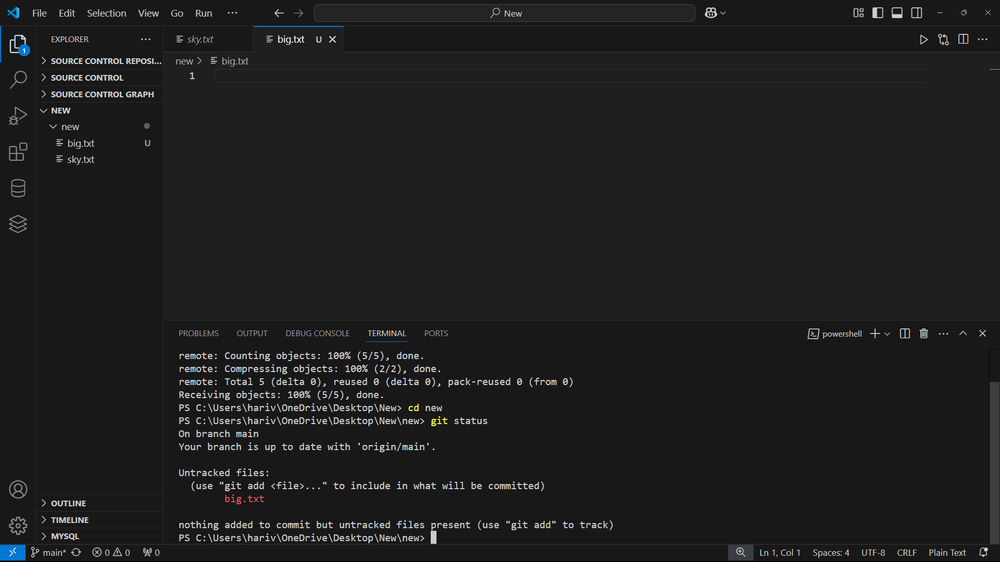 File Edit Selection View Go Run ... New
EXPLORER ...
1
SOURCE CONTROL REPOSI...
SOURCE CONTROL
SOURCE CONTROL GRAPH
NEW
new
big.txt U
sky.txt
OUTLINE
TIMELINE
MYSQL
sky.txt big.txt U
new > big.txt
1
PROBLEMS OUTPUT DEBUG CONSOLE TERMINAL PORTS powershell
remote: Counting objects: 100% (5/5), done.
remote: Compressing objects: 100% (2/2), done.
remote: Total 5 (delta 0), reused 0 (delta 0), pack-reused 0 (from 0)
Receiving objects: 100% (5/5), done.
PS C:\Users\hariv\OneDrive\Desktop\New> cd new
PS C:\Users\hariv\OneDrive\Desktop\New\new> git status
On branch main
Your branch is up to date with 'origin/main'.
Untracked files:
(use "git add <file>..." to include in what will be committed)
big.txt
nothing added to commit but untracked files present (use "git add" to track)
PS C:\Users\hariv\OneDrive\Desktop\New\new>
main* 0 0 0 Ln 1, Col 1 Spaces: 4 UTF-8 CRLF Plain Text